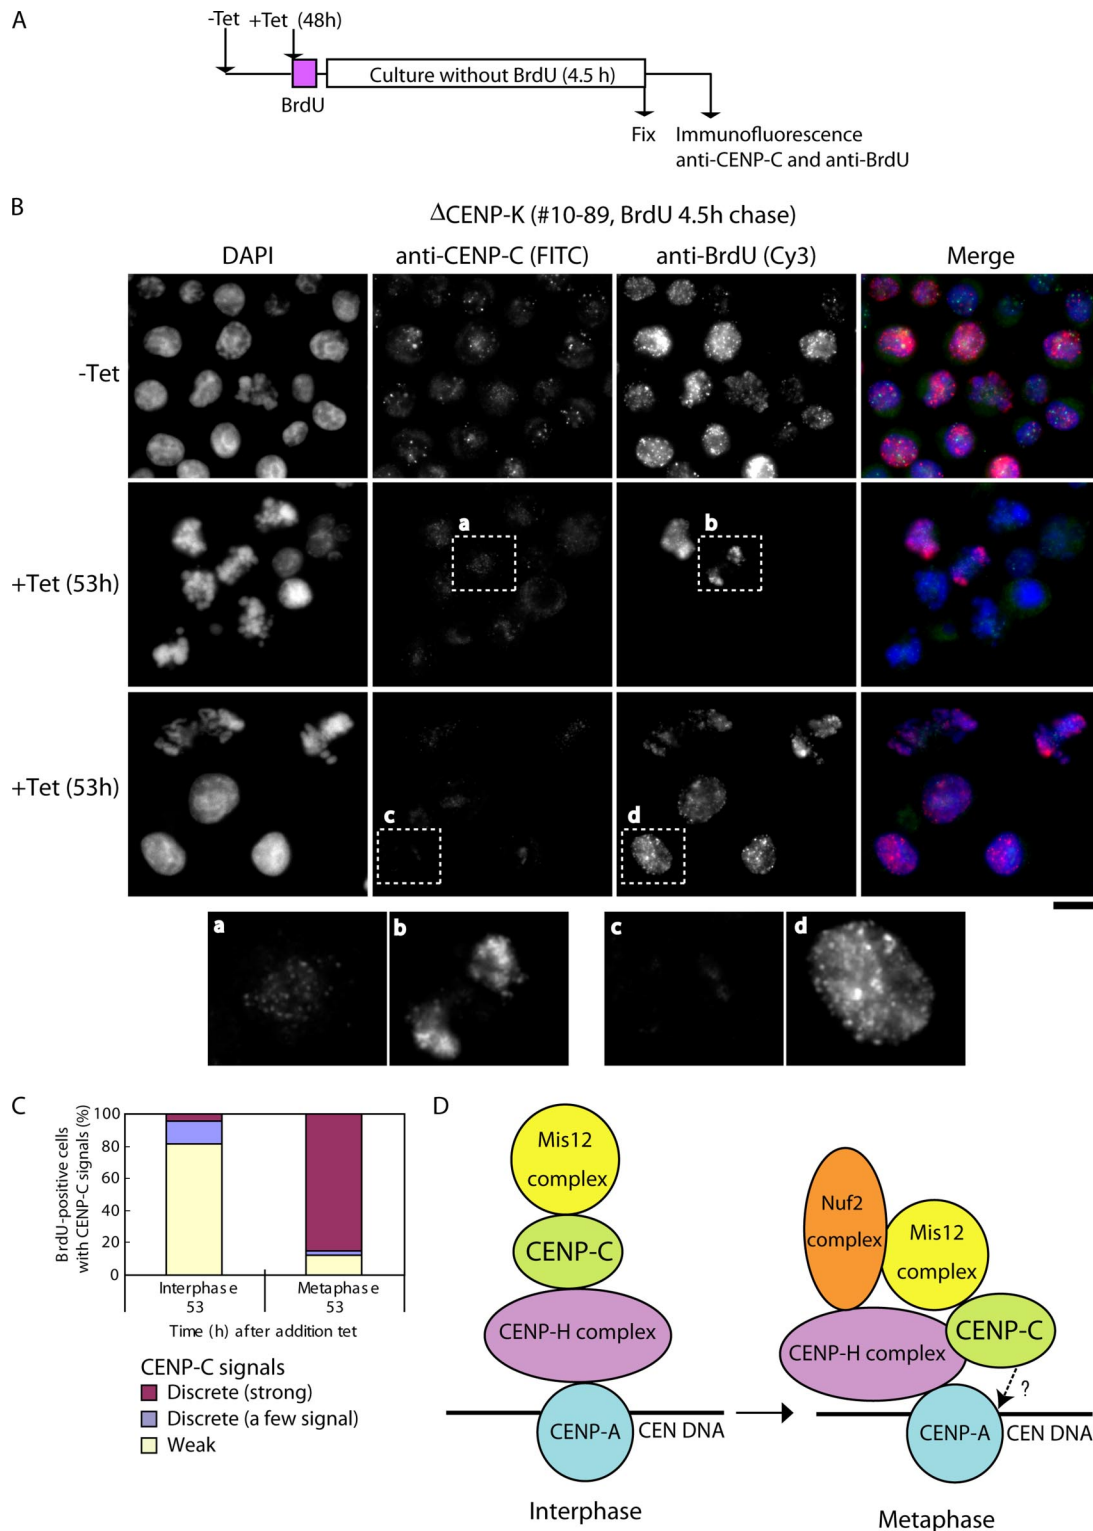 A
-Tet +Tet (48h)
Culture without BrdU (4.5 h)
BrdU
Fix Immunofluorescence
anti-CENP-C and anti-BrdU
B
ΔCENP-K (#10-89, BrdU 4.5h chase)
DAPI anti-CENP-C (FITC) anti-BrdU (Cy3) Merge
-Tet
a b
+Tet (53h)
+Tet (53h)
c d
a b c d
C
BrdU-positive cells
with CENP-C signals (%)
100
80
60
40
20
0
Interphase Metaphase
53 53
Time (h) after addition tet
CENP-C signals
Discrete (strong)
Discrete (a few signal)
Weak
D
Mis12
complex
CENP-C
CENP-H complex
CENP-A CEN DNA
Interphase
Nuf2
complex
Mis12
complex
CENP-C
CENP-H complex
?
CENP-A CEN DNA
Metaphase